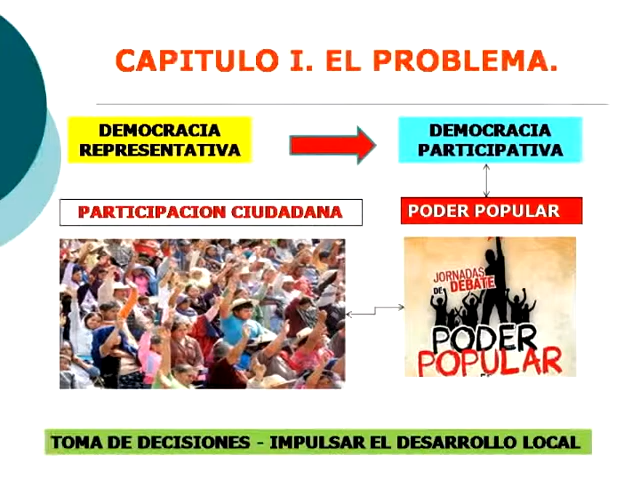 CAPITULO I. EL PROBLEMA.
DEMOCRACIA
REPRESENTATIVA
DEMOCRACIA
PARTICIPATIVA
PARTICIPACION CIUDADANA
PODER POPULAR
JORNADAS
DE DEBATE
PODER
POPULAR
TOMA DE DECISIONES - IMPULSAR EL DESARROLLO LOCAL